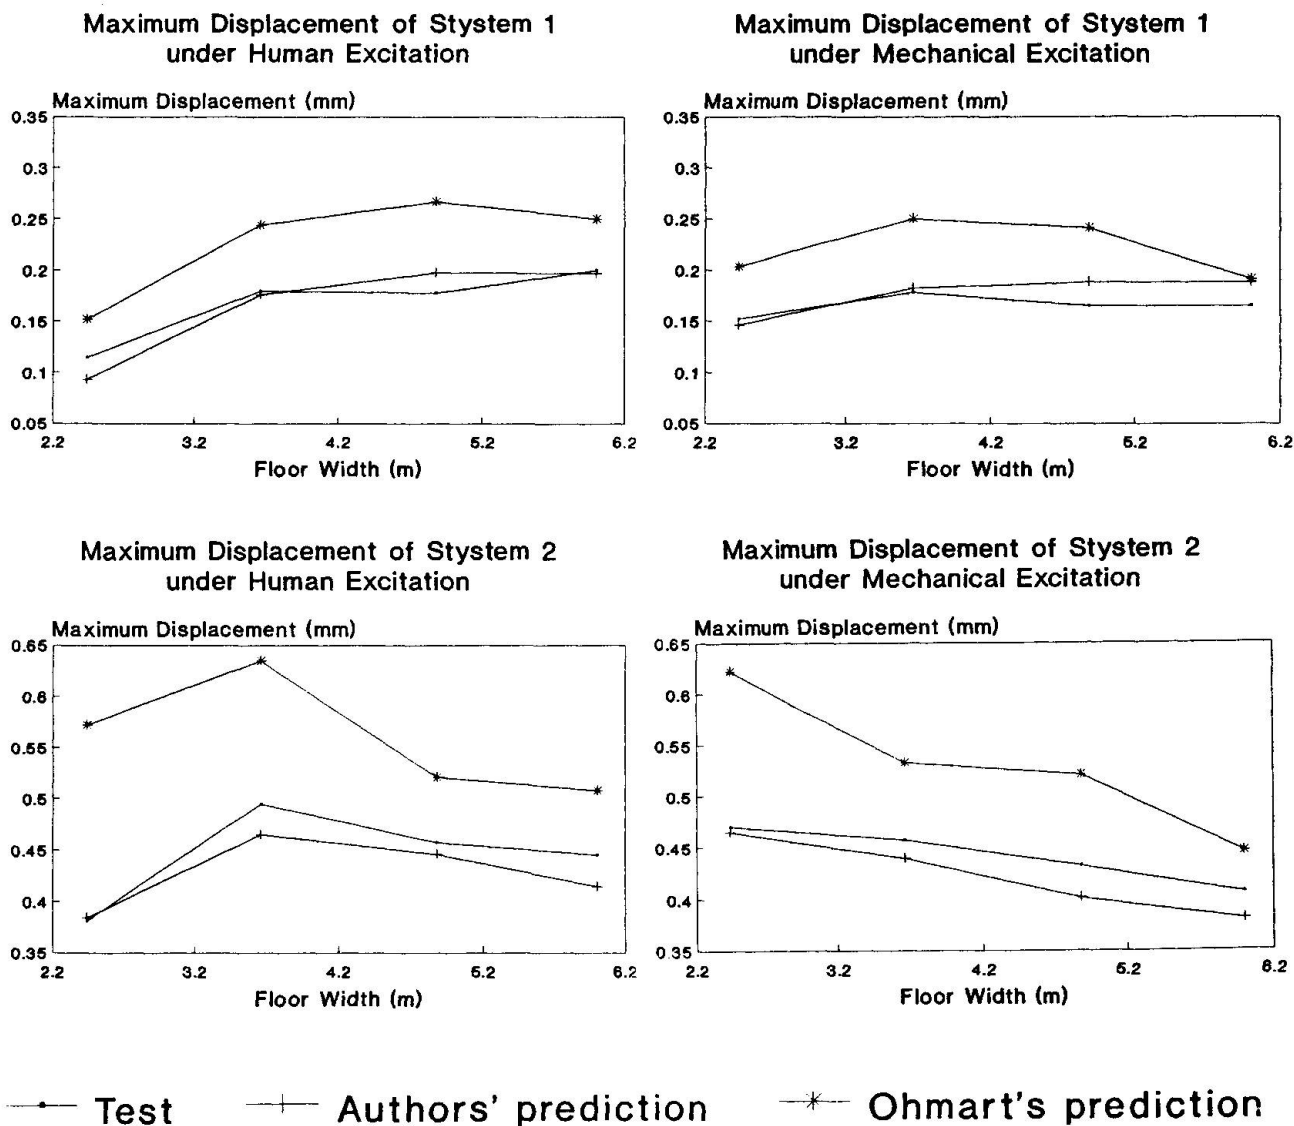 Maximum Displacement of Stystem 1
under Human Excitation
Maximum Displacement (mm)
0.35
0.3
0.25
0.2
0.15
0.1
0.05
2.2 3.2 4.2 5.2 6.2
Floor Width (m)
Maximum Displacement of Stystem 1
under Mechanical Excitation
Maximum Displacement (mm)
0.35
0.3
0.25
0.2
0.15
0.1
0.05
2.2 3.2 4.2 5.2 6.2
Floor Width (m)
Maximum Displacement of Stystem 2
under Human Excitation
Maximum Displacement (mm)
0.65
0.6
0.55
0.5
0.45
0.4
0.35
2.2 3.2 4.2 5.2 6.2
Floor Width (m)
Maximum Displacement of Stystem 2
under Mechanical Excitation
Maximum Displacement (mm)
0.65
0.6
0.55
0.5
0.45
0.4
0.35
2.2 3.2 4.2 5.2 6.2
Floor Width (m)
Test Authors' prediction Ohmart's prediction